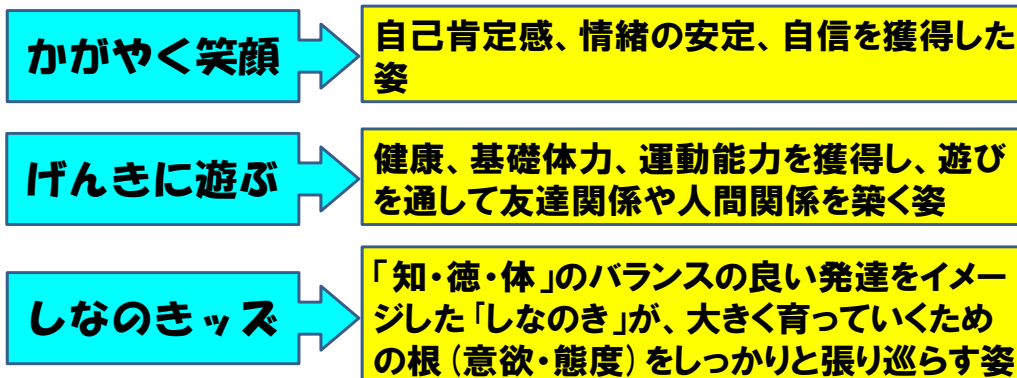 かがやく笑顔
自己肯定感、情緒の安定、自信を獲得した
姿
げんきに遊ぶ
健康、基礎体力、運動能力を獲得し、遊び
を通して友達関係や人間関係を築く姿
しなのきッズ
「知・徳・体」のバランスの良い発達をイメー
ジした「しなのき」が、大きく育っていくため
の根（意欲・態度）をしっかりと張り巡らす姿